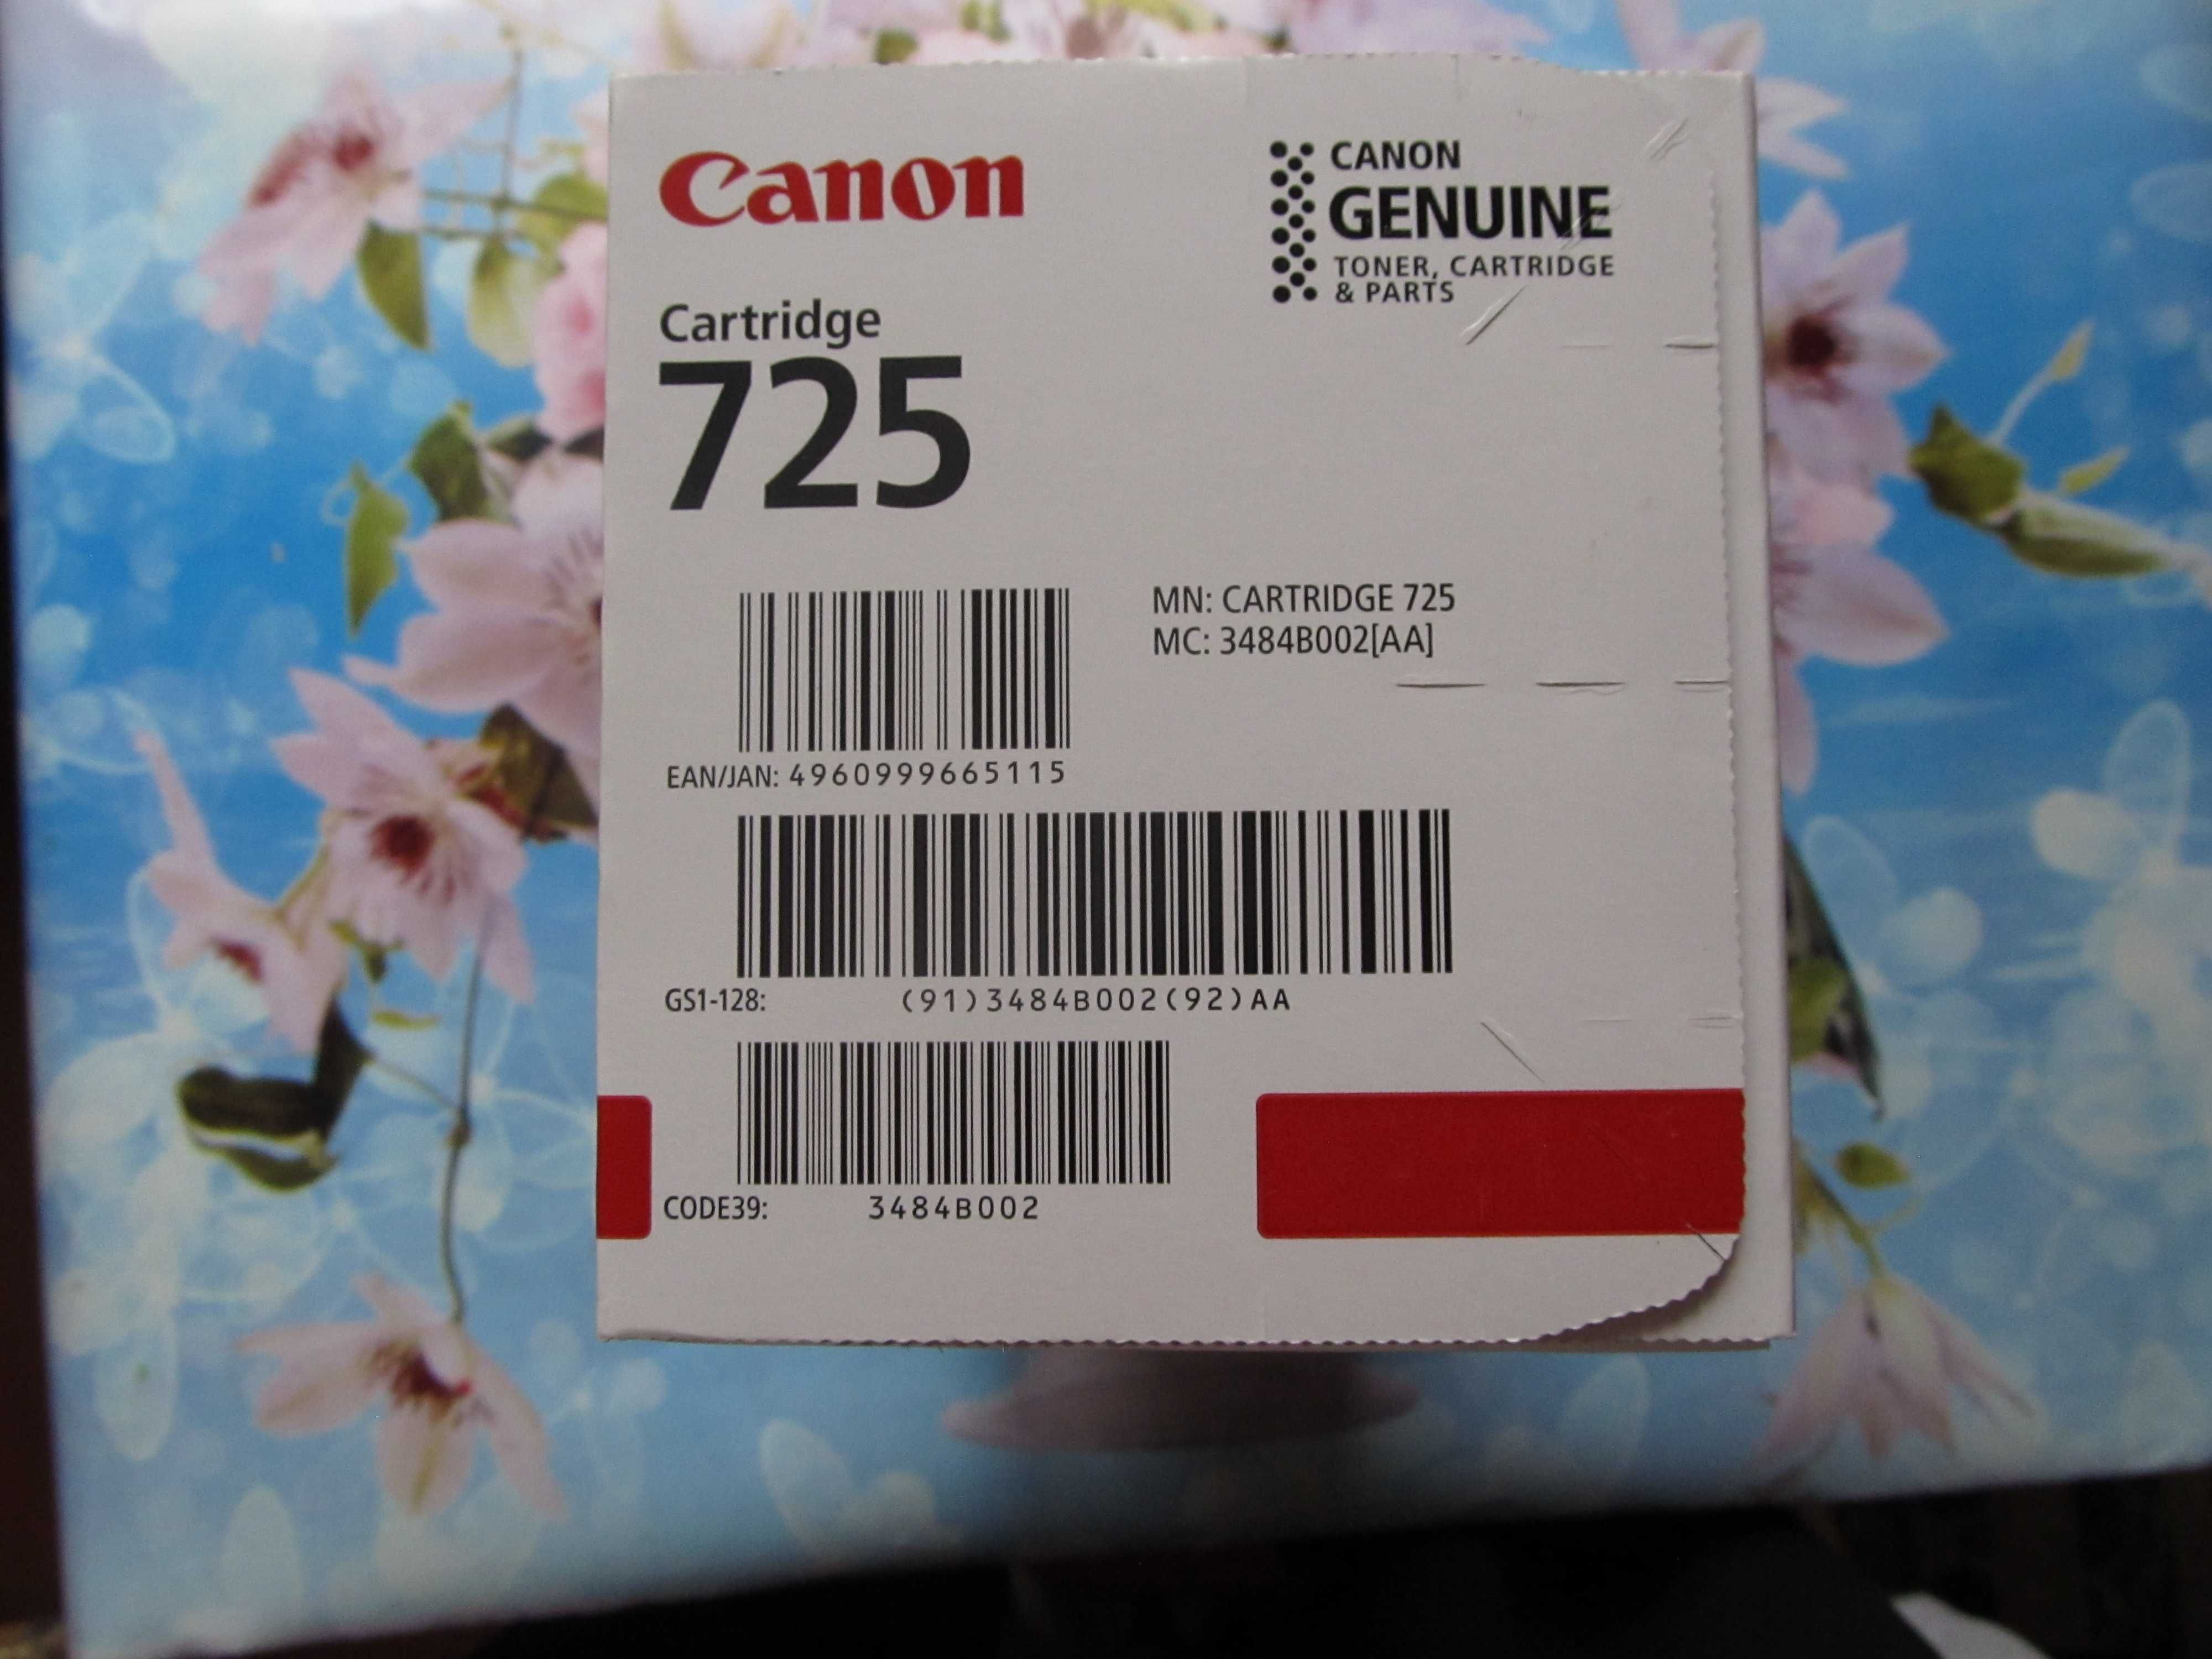 Canon
CANON
GENUINE
TONER, CARTRIDGE
& PARTS
Cartridge
725
MN: CARTRIDGE 725
MC: 3484B002[AA]
EAN/JAN: 4960999665115
GS1-128: (91)3484B002(92)AA
CODE39: 3484B002